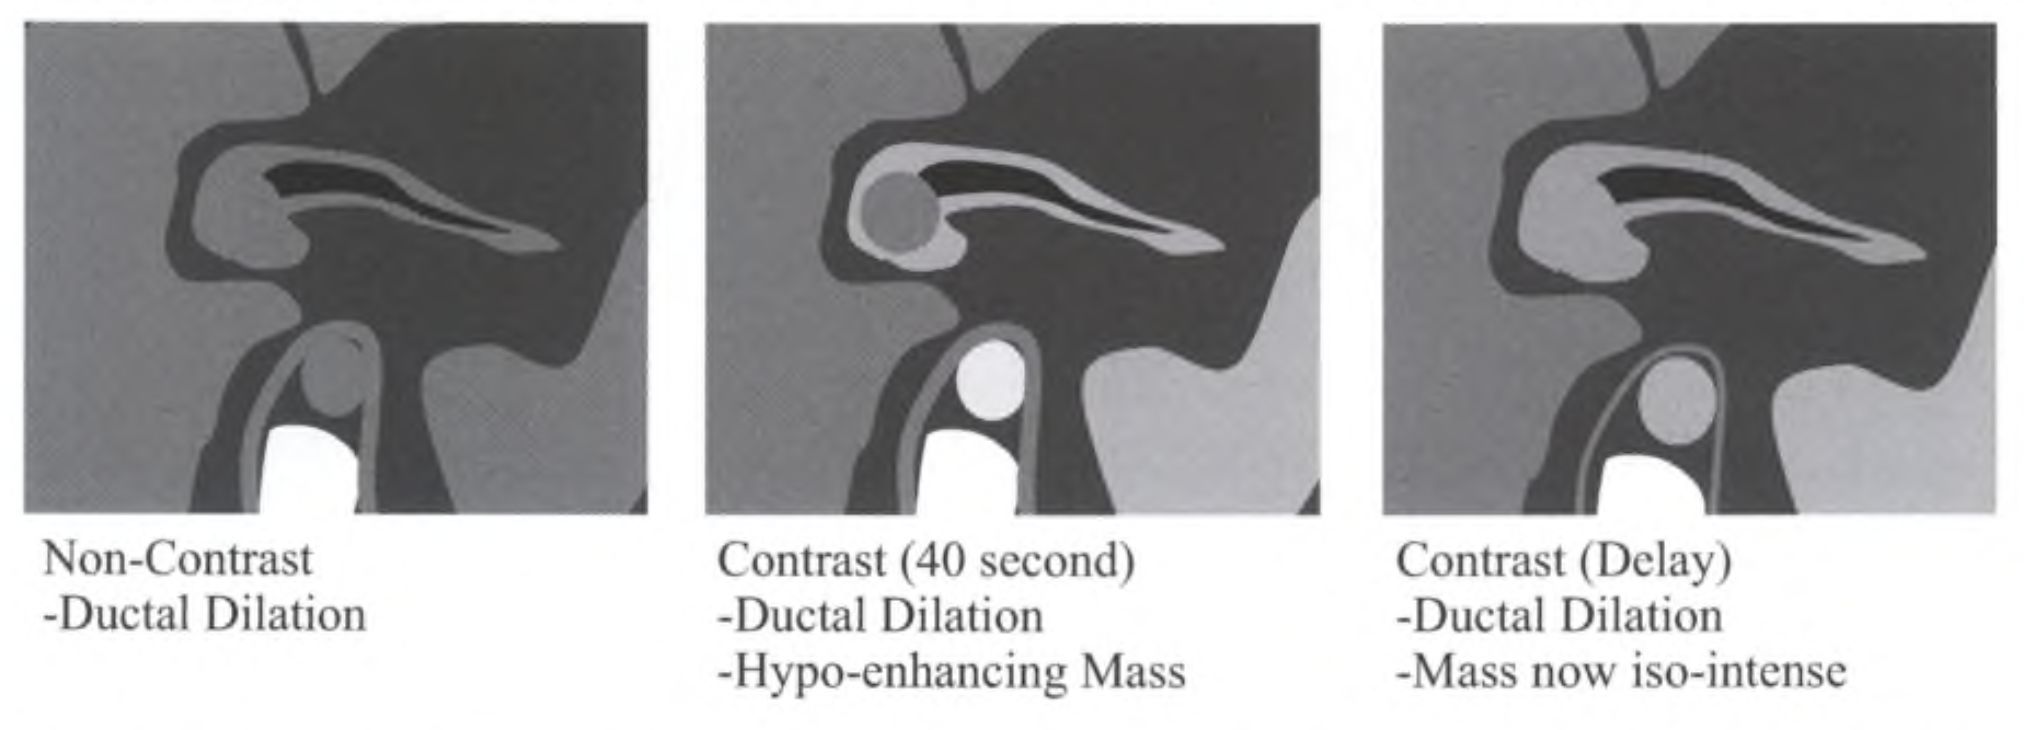 Non-Contrast
-Ductal Dilation
Contrast (40 second)
-Ductal Dilation
-Hypo-enhancing Mass
Contrast (Delay)
-Ductal Dilation
-Mass now iso-intense